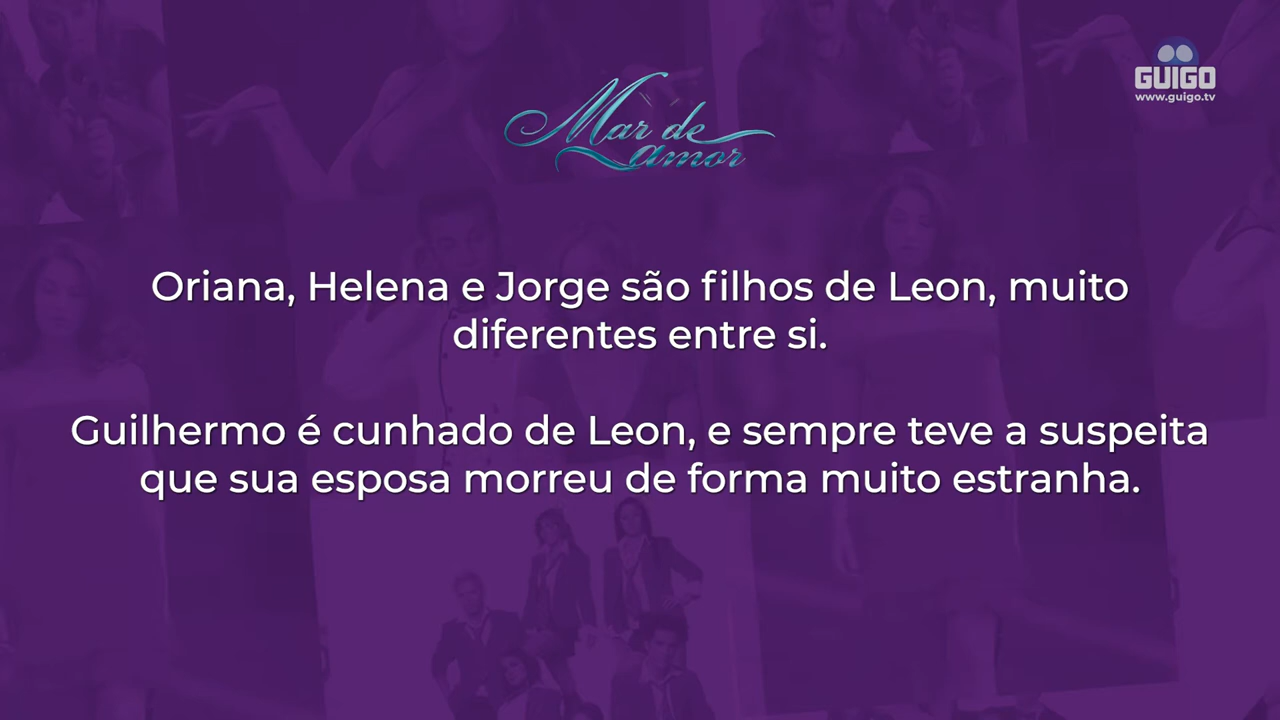 GUIGO
www.guigo.tv
Mar de
amor
Oriana, Helena e Jorge são filhos de Leon, muito
diferentes entre si.
Guilhermo é cunhado de Leon, e sempre teve a suspeita
que sua esposa morreu de forma muito estranha.